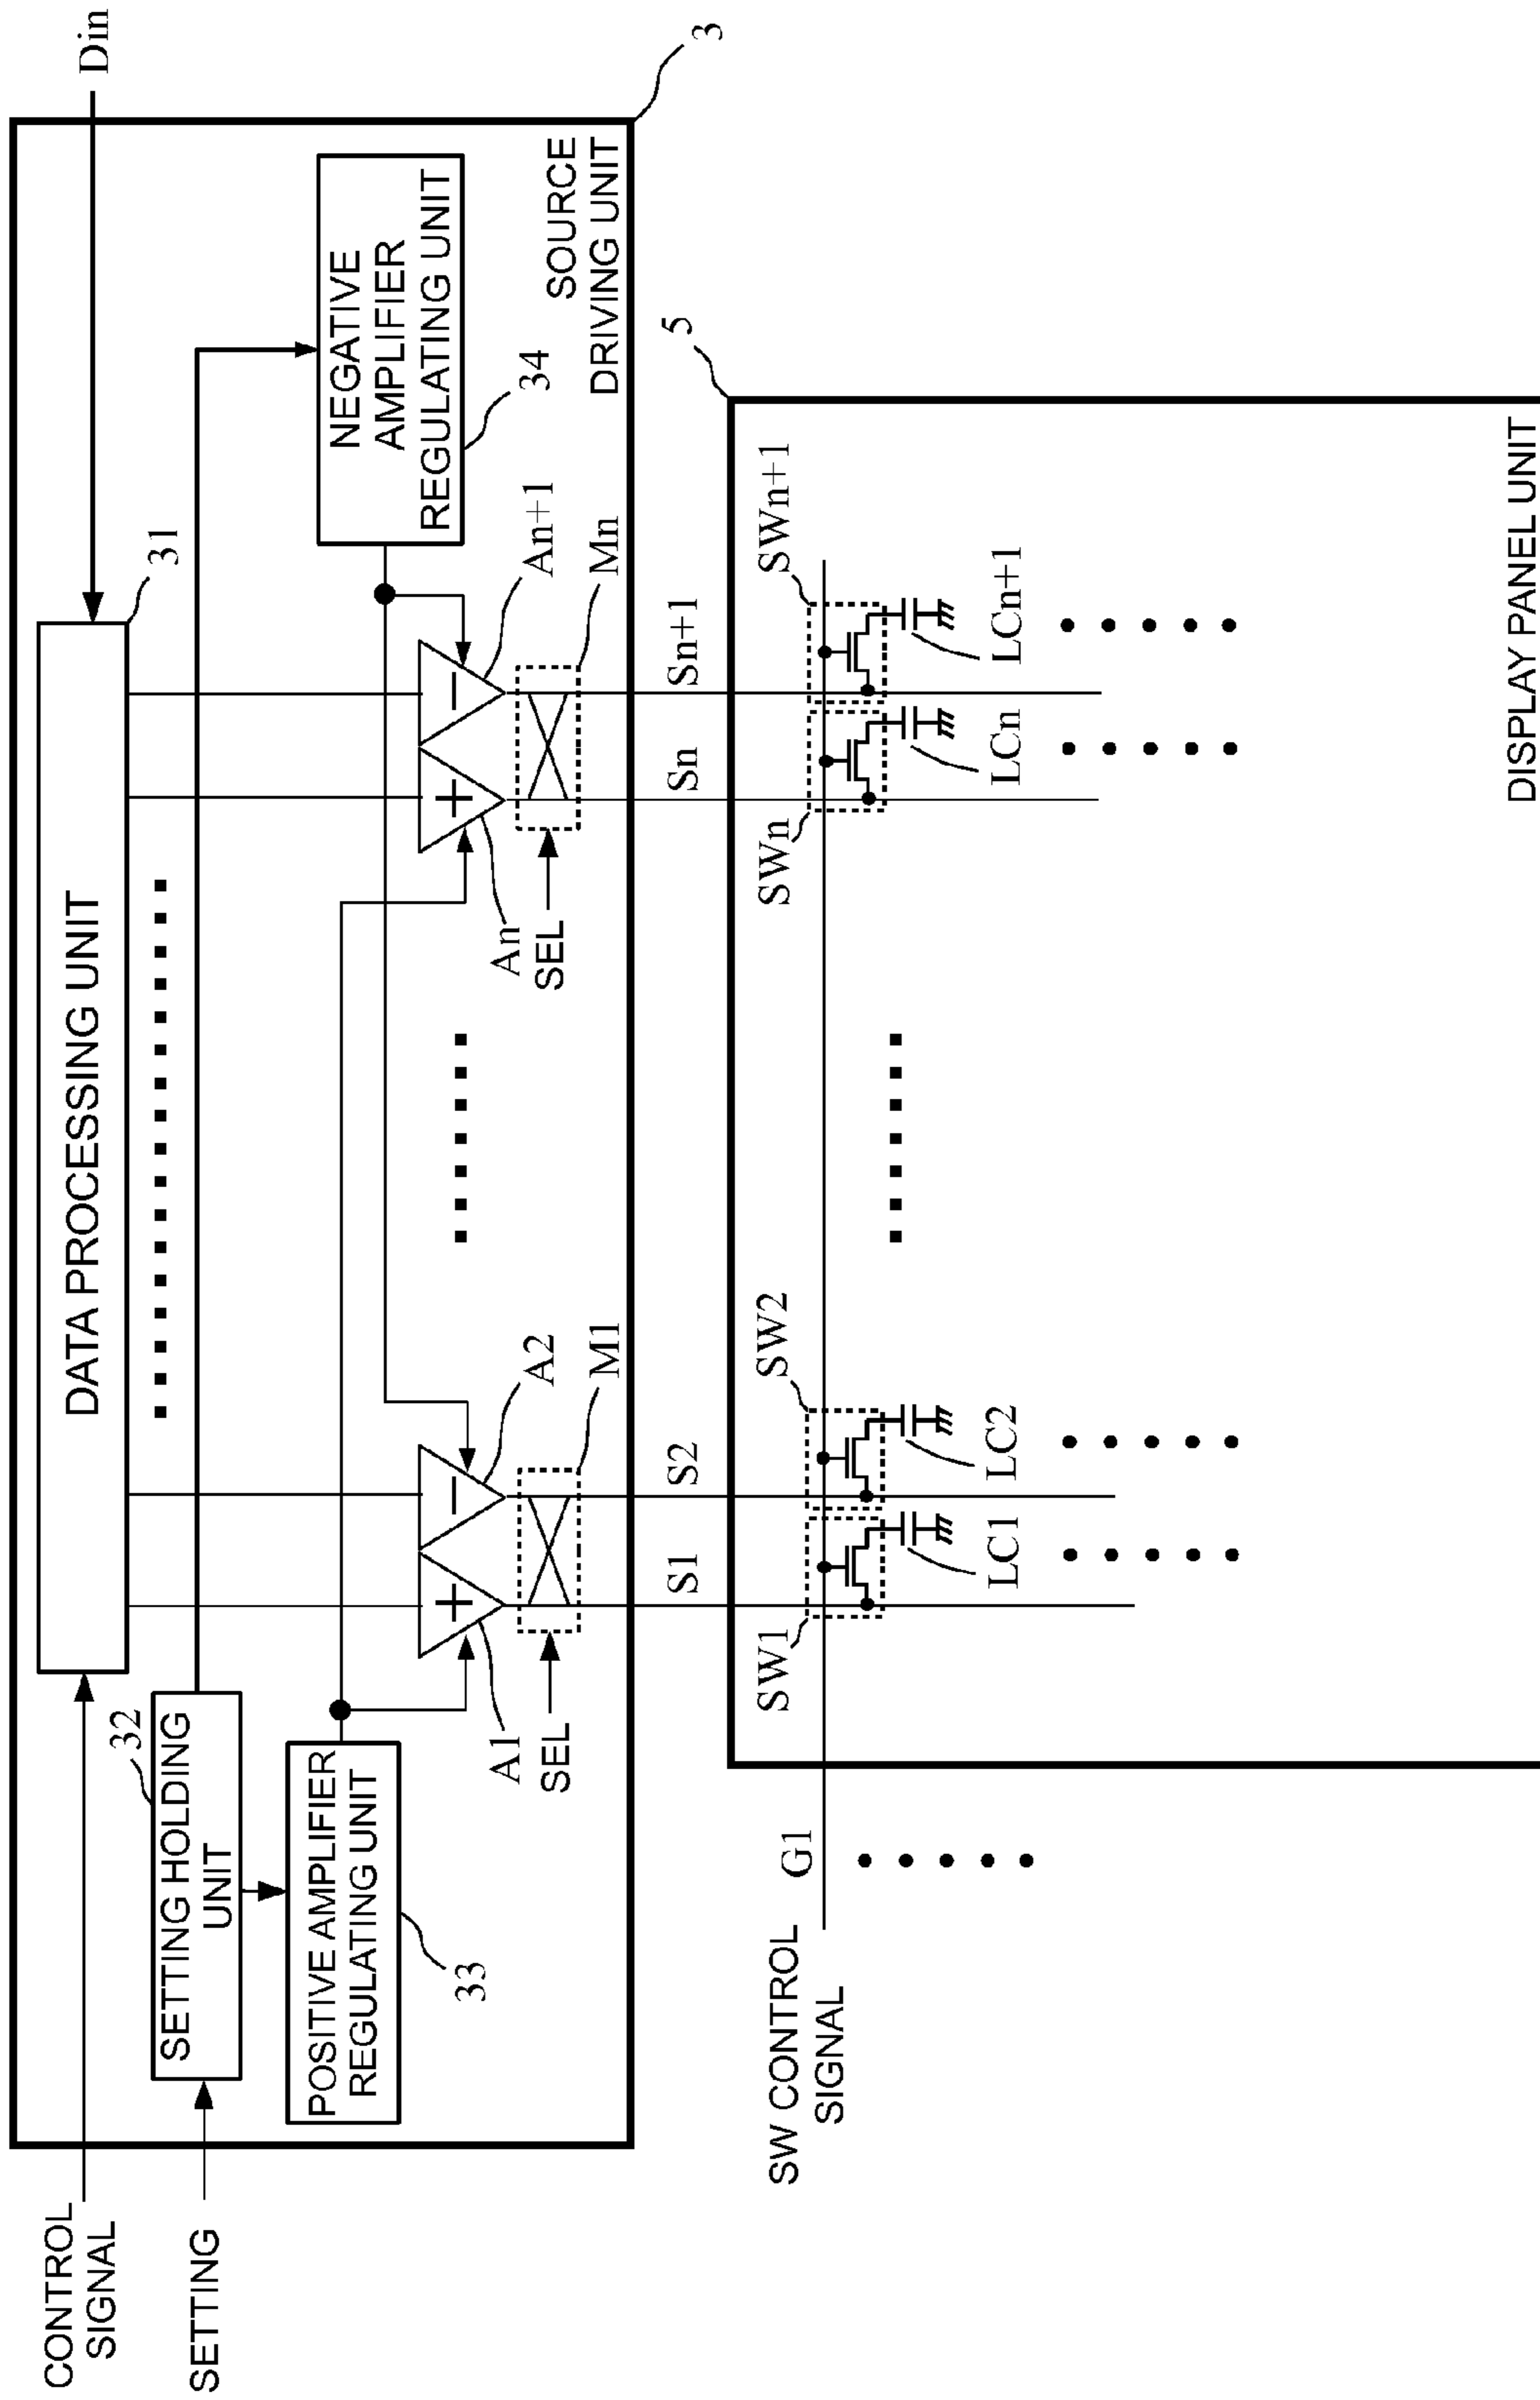 CONTROL
SIGNAL
Din
DATA PROCESSING UNIT
31
SETTING
32
SETTING HOLDING
UNIT
POSITIVE AMPLIFIER
REGULATING UNIT
33
NEGATIVE
AMPLIFIER
REGULATING UNIT
34
+
−
+
−
A1
A2
An
An+1
SEL
M1
SEL
Mn
SOURCE
DRIVING UNIT
3
S1
S2
Sn
Sn+1
5
SW CONTROL
SIGNAL
G1
SW1
SW2
SWn
SWn+1
LC1
LC2
LCn
LCn+1
DISPLAY PANEL UNIT